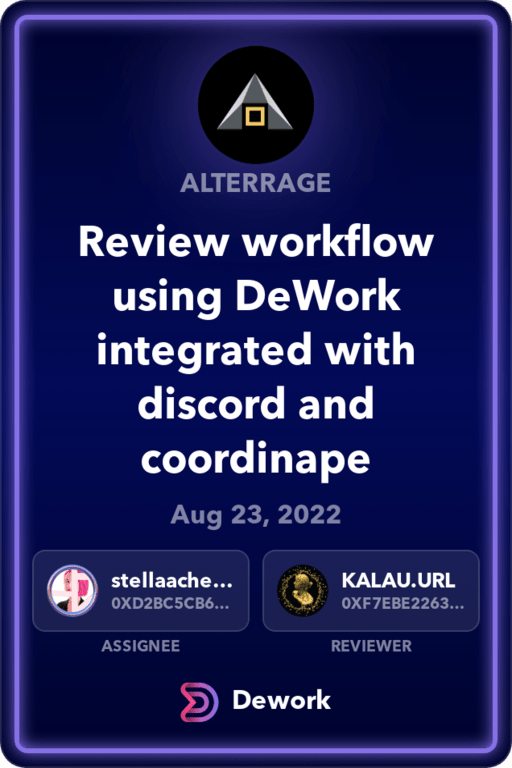 ALTERRAGE
Review workflow
using DeWork
integrated with
discord and
coordinape
Aug 23, 2022
stellaache...
0XD2BC5CB6...
ASSIGNEE
KALAU.URL
0XF7EBE2263...
REVIEWER
Dework